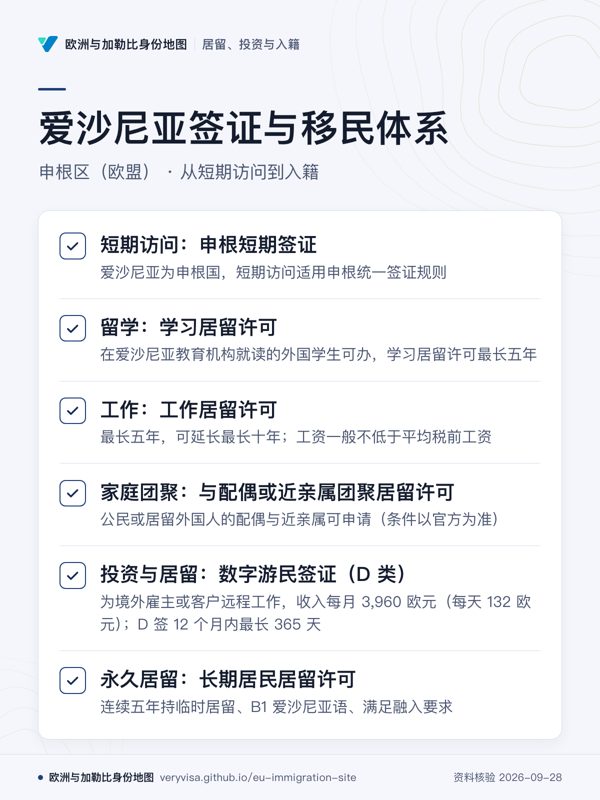 欧洲与加勒比身份地图 居留、投资与入籍
爱沙尼亚签证与移民体系
申根区（欧盟） · 从短期访问到入籍
短期访问：申根短期签证
爱沙尼亚为申根国，短期访问适用申根统一签证规则
留学：学习居留许可
在爱沙尼亚教育机构就读的外国学生可办，学习居留许可最长五年
工作：工作居留许可
最长五年，可延长最长十年；工资一般不低于平均税前工资
家庭团聚：与配偶或近亲属团聚居留许可
公民或居留外国人的配偶与近亲属可申请（条件以官方为准）
投资与居留：数字游民签证（D 类）
为境外雇主或客户远程工作，收入每月 3,960 欧元（每天 132 欧
元）；D 签 12 个月内最长 365 天
永久居留：长期居民居留许可
连续五年持临时居留、B1 爱沙尼亚语、满足融入要求
欧洲与加勒比身份地图 veryvisa.github.io/eu-immigration-site 资料核验 2026-09-28